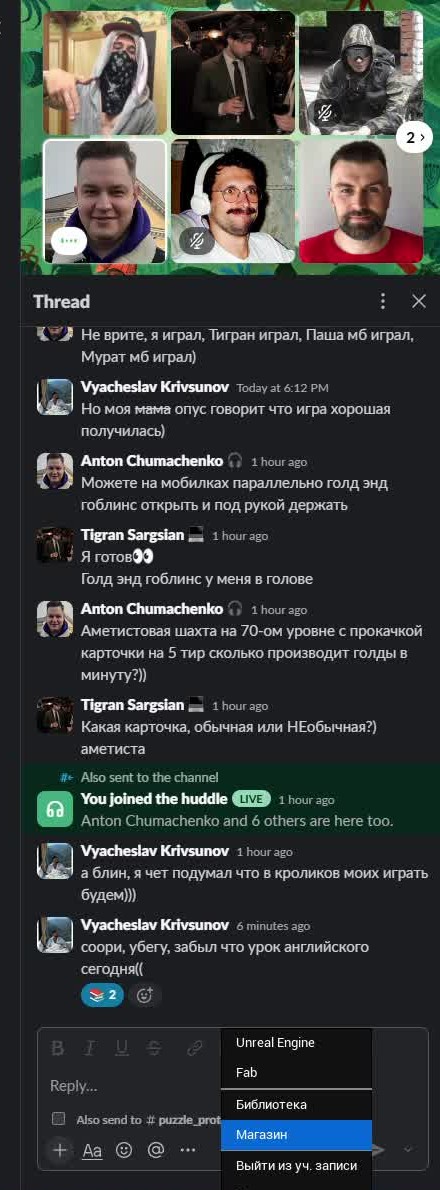 2 ›
Thread
Не врите, я играл, Тигран играл, Паша мб играл,
Мурат мб играл)
Vyacheslav Krivsunov Today at 6:12 PM
Но моя мама опус говорит что игра хорошая
получилась)
Anton Chumachenko 1 hour ago
Можете на мобилках параллельно голд энд
гоблинс открыть и под рукой держать
Tigran Sargsian 1 hour ago
Я готов👀
Голд энд гоблинс у меня в голове
Anton Chumachenko 1 hour ago
Аметистовая шахта на 70-ом уровне с прокачкой
карточки на 5 тир сколько производит голды в
минуту?))
Tigran Sargsian 1 hour ago
Какая карточка, обычная или НЕобычная?)
аметиста
Also sent to the channel
You joined the huddle LIVE 1 hour ago
Anton Chumachenko and 6 others are here too.
Vyacheslav Krivsunov 1 hour ago
а блин, я чет подумал что в кроликов моих играть
будем)))
Vyacheslav Krivsunov 6 minutes ago
соори, убегу, забыл что урок английского
сегодня((
📚 2
B I U S
Unreal Engine
Fab
Reply...
Библиотека
Also send to # puzzle_prot
Магазин
Aa @
Выйти из уч. записи